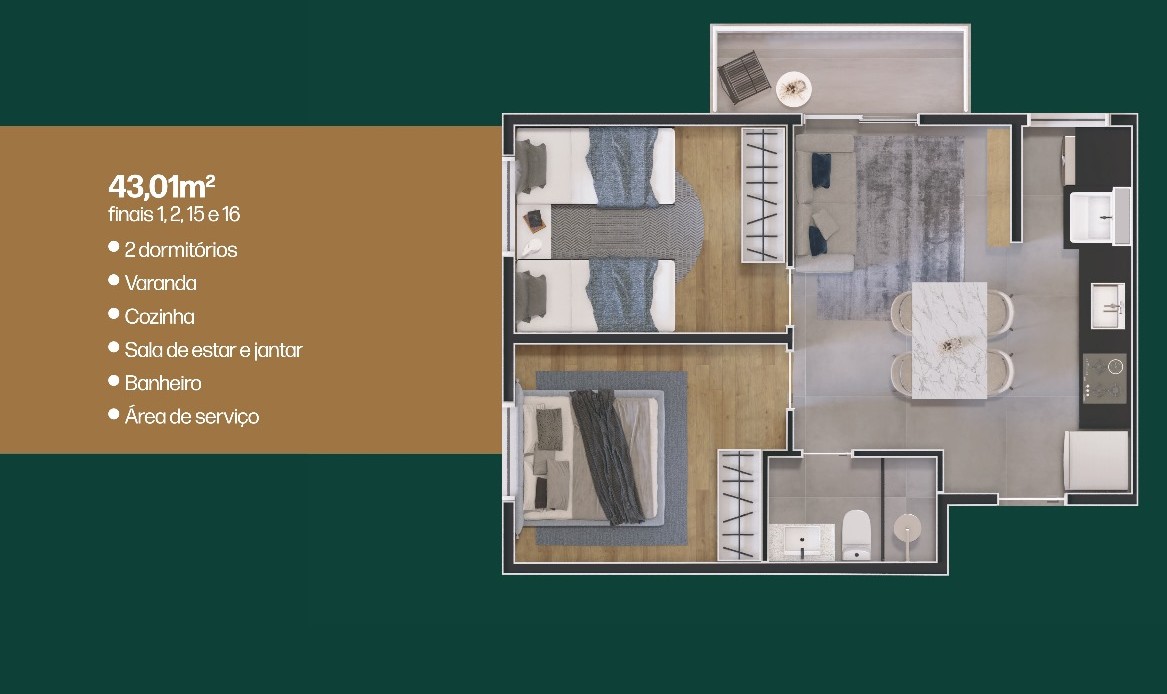 43,01m²
finais 1, 2, 15 e 16
● 2 dormitórios
● Varanda
● Cozinha
● Sala de estar e jantar
● Banheiro
● Área de serviço